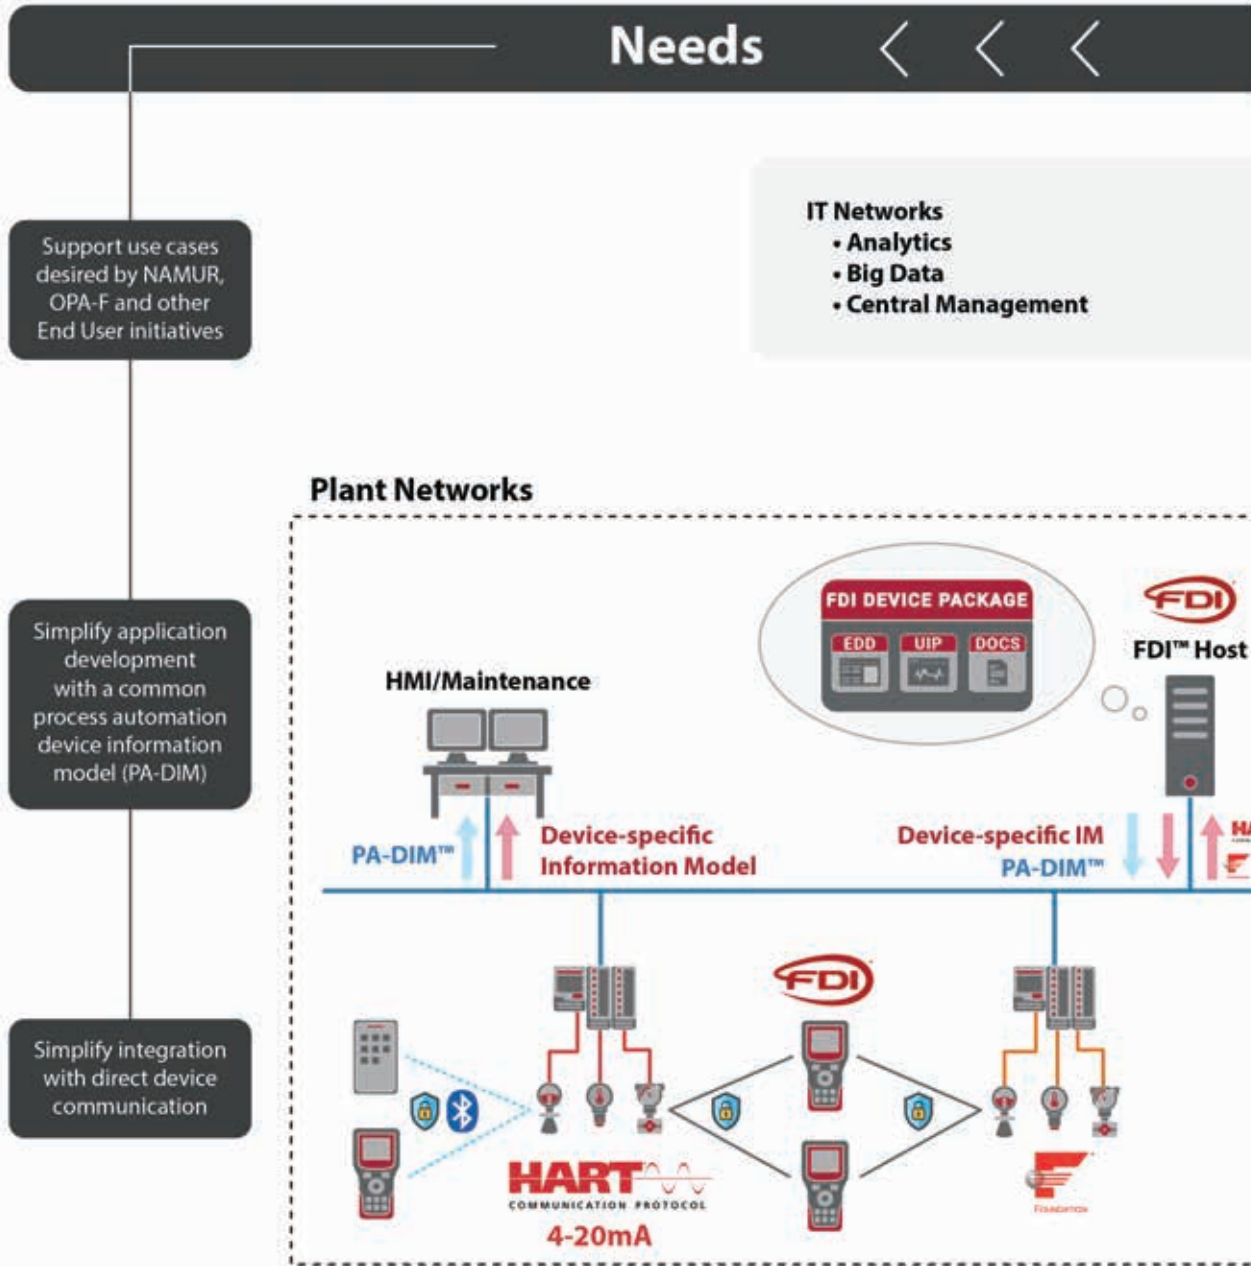 Needs
Support use cases
desired by NAMUR,
OPA-F and other
End User initiatives
IT Networks
• Analytics
• Big Data
• Central Management
Plant Networks
Simplify application
development
with a common
process automation
device information
model (PA-DIM)
HMI/Maintenance
FDI DEVICE PACKAGE
EDD
UIP
DOCS
FDI
FDI™ Host
PA-DIM™
Device-specific
Information Model
Device-specific IM
PA-DIM™
FDI
Simplify integration
with direct device
communication
HART
COMMUNICATION PROTOCOL
4-20mA
FOUNDATION